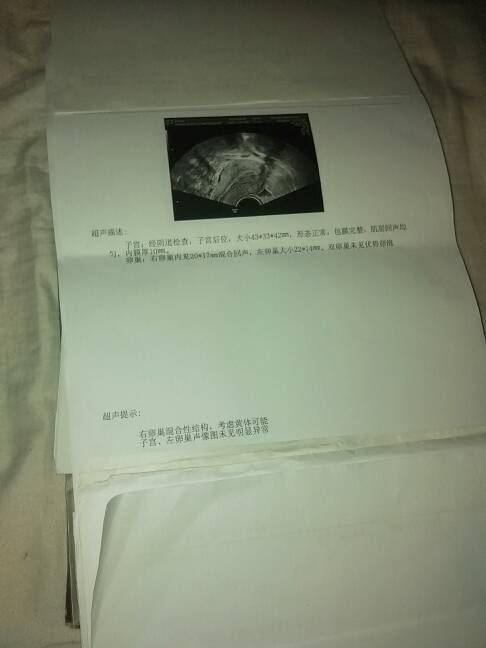 超声描述:
子宫:经阴道检查,子宫后位,大小43*33*42mm,形态正常,包膜完整,肌层回声均
匀,内膜厚10mm。
卵巢:右卵巢内见20*17mm混合回声,左卵巢大小22*14mm,双卵巢未见优势卵泡
超声提示:
右卵巢混合性结构,考虑黄体可能
子宫、左卵巢声像图未见明显异常